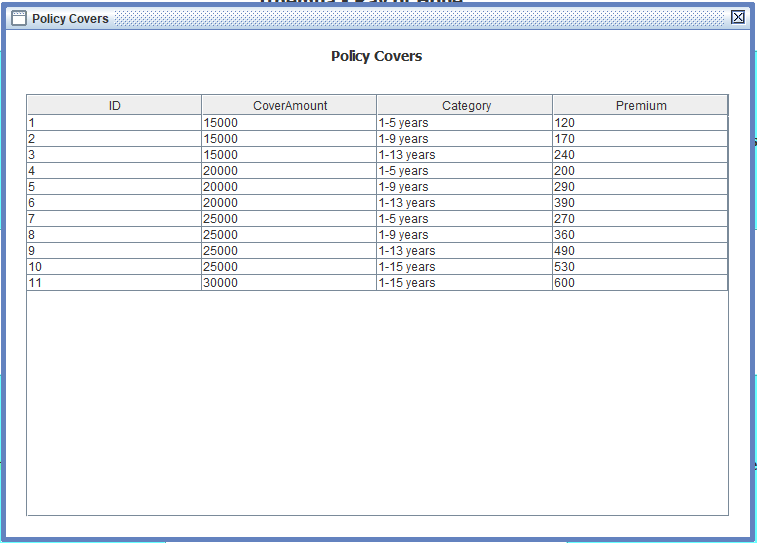 Policy Covers
Policy Covers
ID CoverAmount Category Premium
1 15000 1-5 years 120
2 15000 1-9 years 170
3 15000 1-13 years 240
4 20000 1-5 years 200
5 20000 1-9 years 290
6 20000 1-13 years 390
7 25000 1-5 years 270
8 25000 1-9 years 360
9 25000 1-13 years 490
10 25000 1-15 years 530
11 30000 1-15 years 600